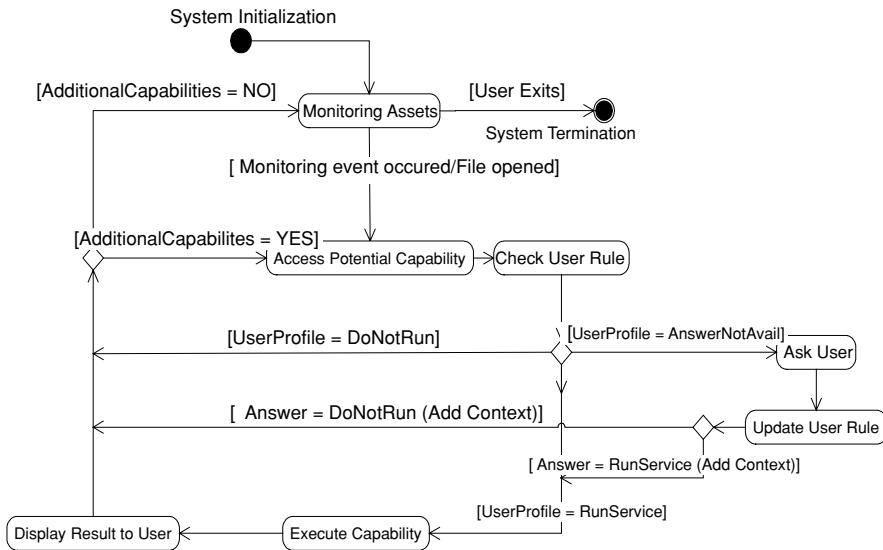 System Initialization
[AdditionalCapabilities = NO]
[User Exits]
Monitoring Assets
System Termination
[ Monitoring event occured/File opened]
[AdditionalCapabilites = YES]
Access Potential Capability
Check User Rule
[UserProfile = DoNotRun]
[UserProfile = AnswerNotAvail]
Ask User
[ Answer = DoNotRun (Add Context)]
Update User Rule
[ Answer = RunService (Add Context)]
[UserProfile = RunService]
Display Result to User
Execute Capability